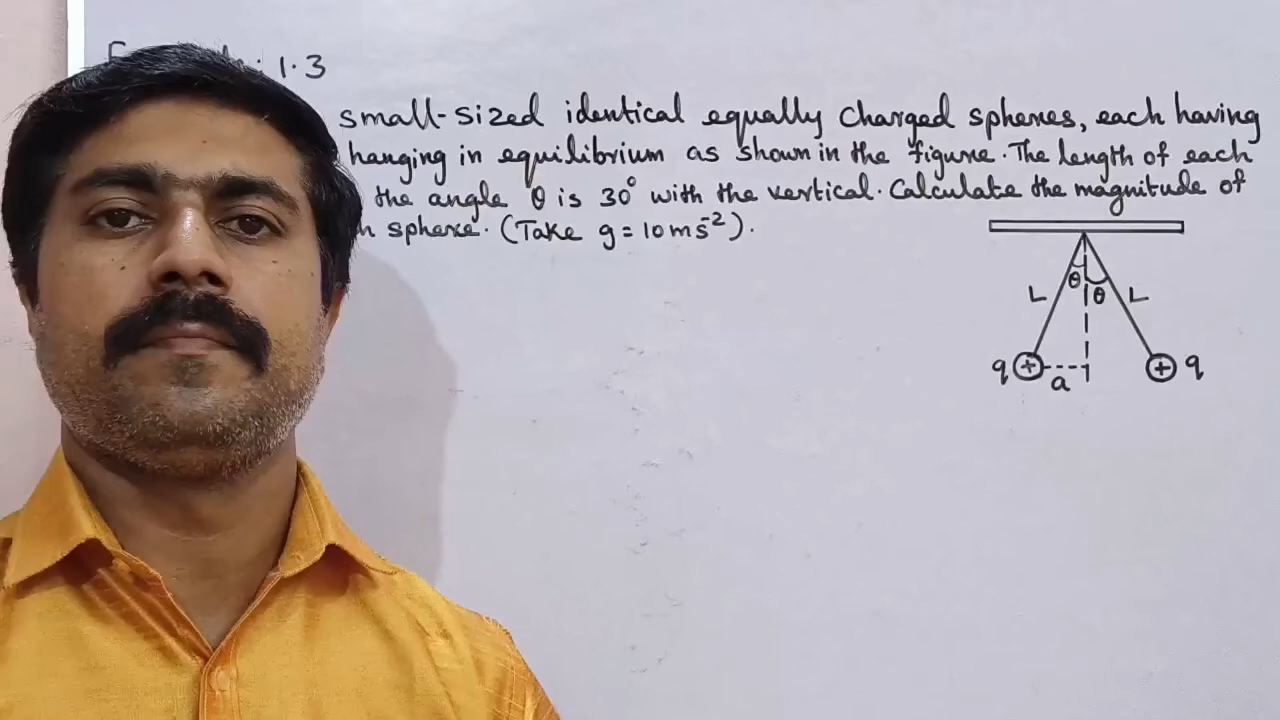 1.3
small-sized identical equally charged spheres, each having
hanging in equilibrium as shown in the figure. The length of each
the angle θ is 30° with the vertical. Calculate the magnitude of
sphere. (Take g = 10 ms⁻²).
θ
θ
L
L
q
+
+
q
a